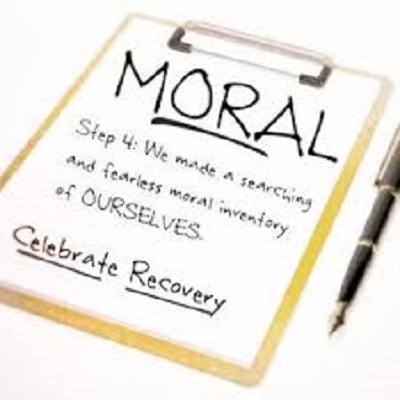 MORAL
Step 4: We made a searching
and fearless moral inventory
of OURSELVES.
Celebrate Recovery